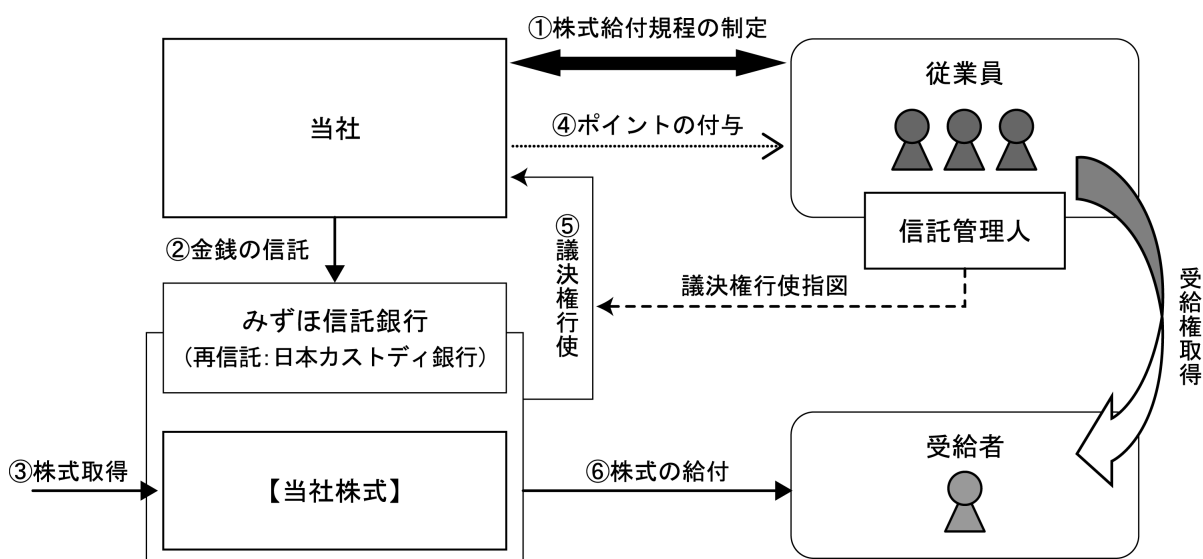 ①株式給付規程の制定
当社
従業員
④ポイントの付与
信託管理人
②金銭の信託
⑤議決権行使
議決権行使指図
受給権取得
みずほ信託銀行
(再信託:日本カストディ銀行)
③株式取得
【当社株式】
⑥株式の給付
受給者